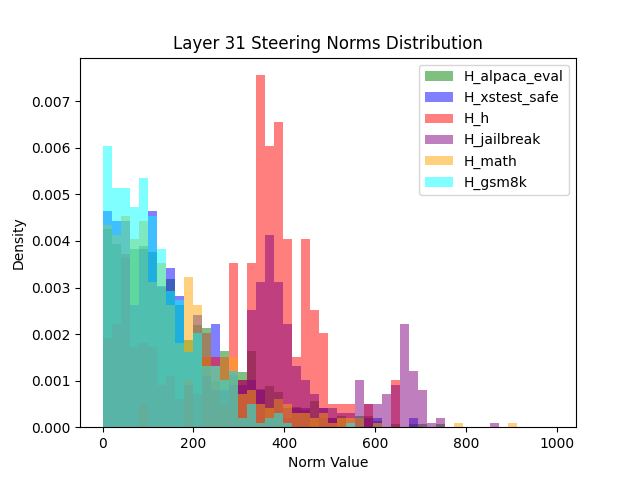 Layer 31 Steering Norms Distribution
H_alpaca_eval
H_xstest_safe
H_h
H_jailbreak
H_math
H_gsm8k
0.007
0.006
0.005
0.004
0.003
0.002
0.001
0.000
Density
0 200 400 600 800 1000
Norm Value